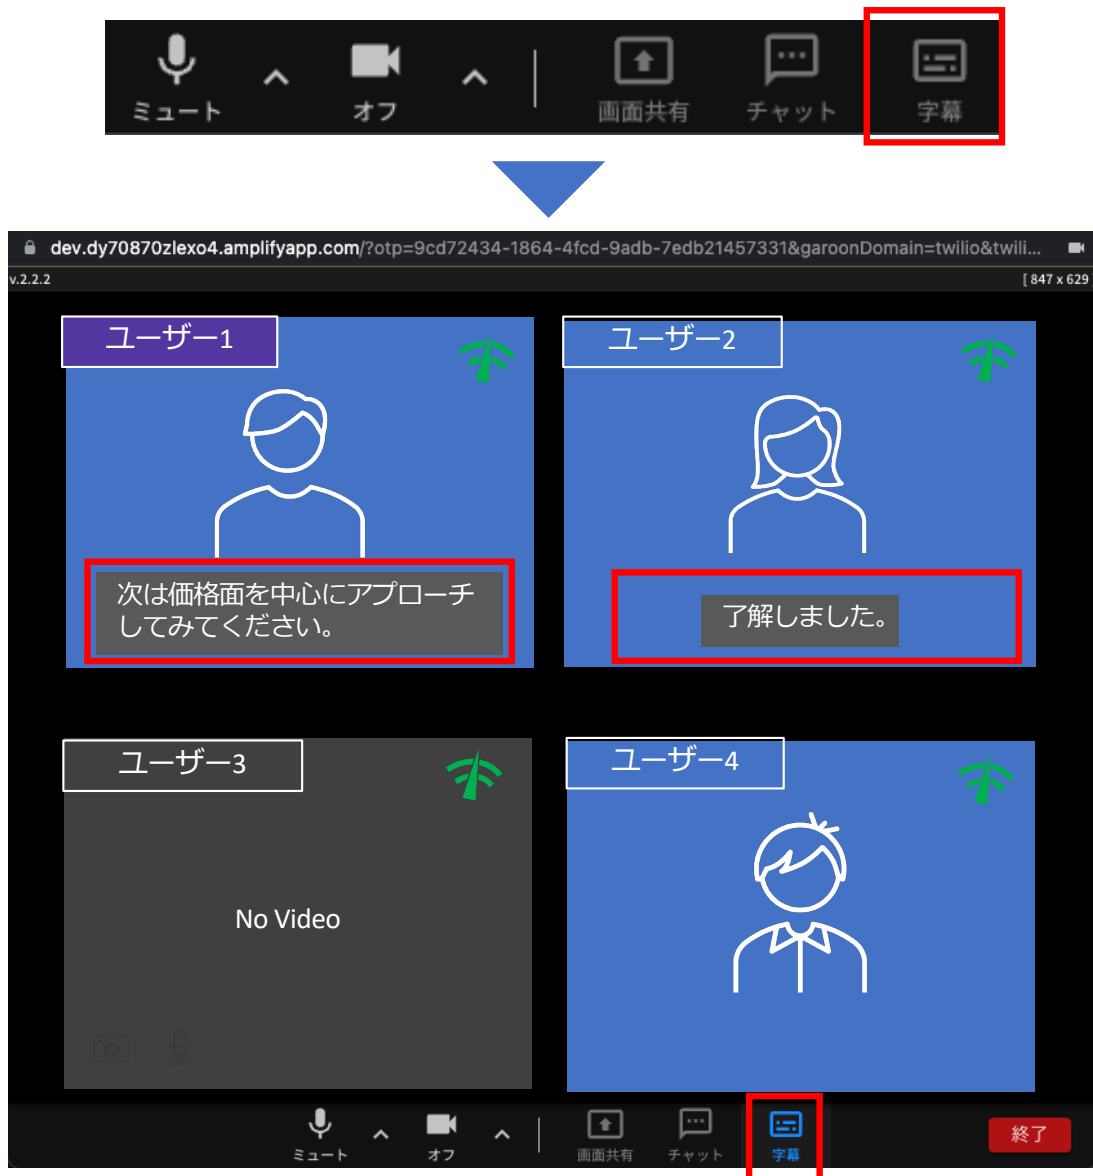 ミュート
オフ
画面共有
チャット
字幕
dev.dy70870zlexo4.amplifyapp.com/?otp=9cd72434-1864-4fcd-9adb-7edb21457331&garoonDomain=twilio&twili...
v.2.2.2
[ 847 x 629
ユーザー1
ユーザー2
次は価格面を中心にアプローチ
してみてください。
了解しました。
ユーザー3
ユーザー4
No Video
ミュート
オフ
画面共有
チャット
字幕
終了